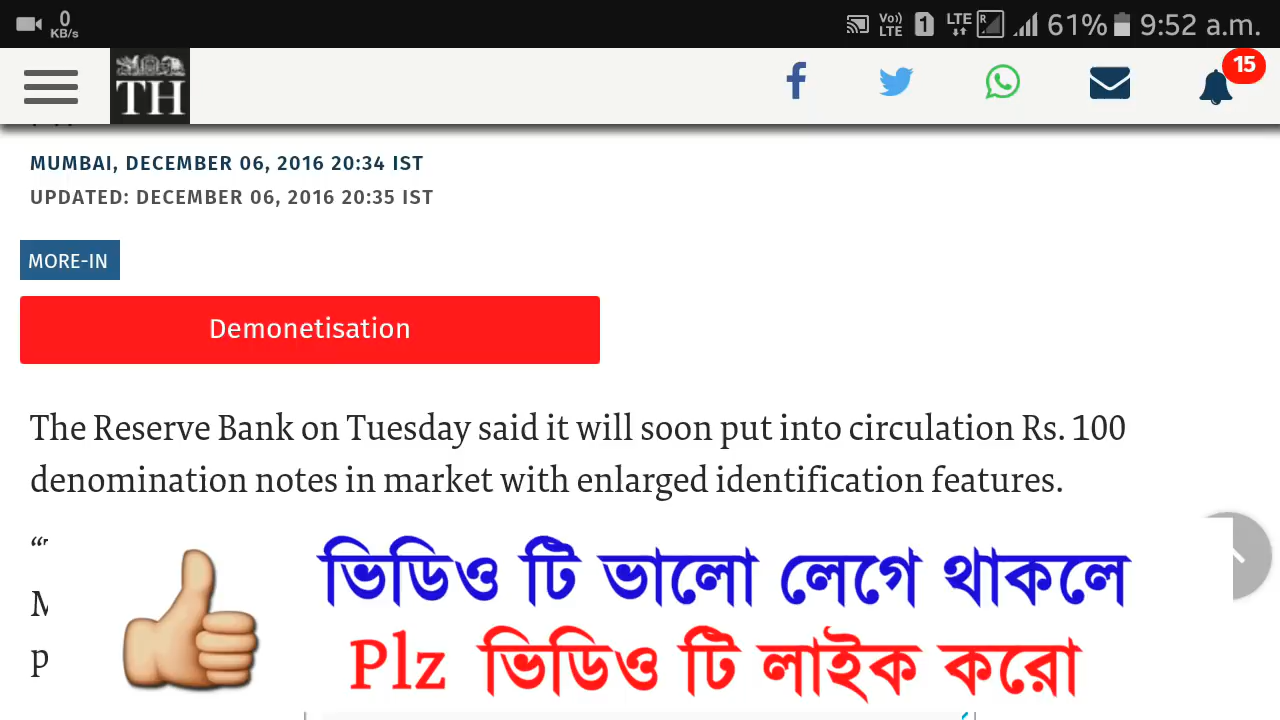 0
KB/s
Vo))
LTE
1
LTE
R
61%
9:52 a.m.
TH
15
MUMBAI, DECEMBER 06, 2016 20:34 IST
UPDATED: DECEMBER 06, 2016 20:35 IST
MORE-IN
Demonetisation
The Reserve Bank on Tuesday said it will soon put into circulation Rs. 100
denomination notes in market with enlarged identification features.
ভিডিও টি ভালো লেগে থাকলে
Plz ভিডিও টি লাইক করো